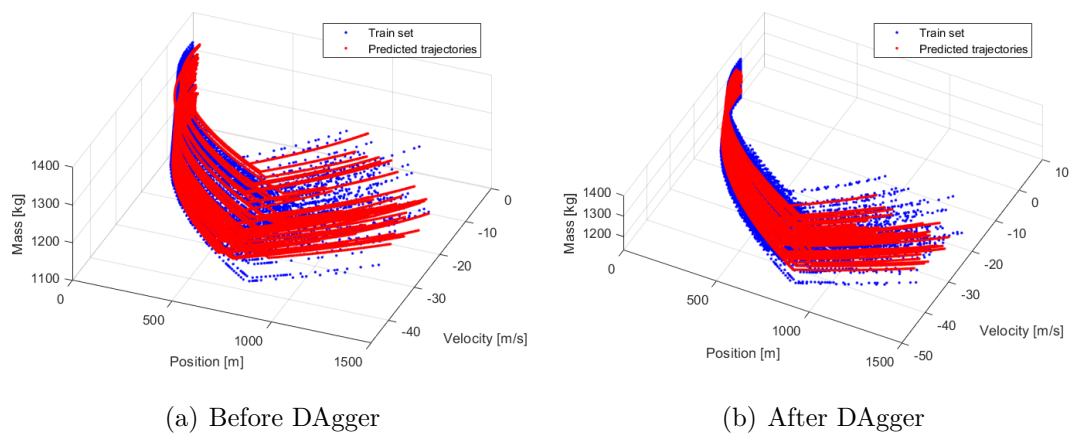 Train set
Predicted trajectories
1400
1300
1200
1100
Mass [kg]
0
500
1000
1500
Position [m]
0
-10
-20
-30
-40
Velocity [m/s]
(a) Before DAgger
Train set
Predicted trajectories
1400
1300
1200
Mass [kg]
0
500
1000
1500
Position [m]
10
0
-10
-20
-30
-40
-50
Velocity [m/s]
(b) After DAgger